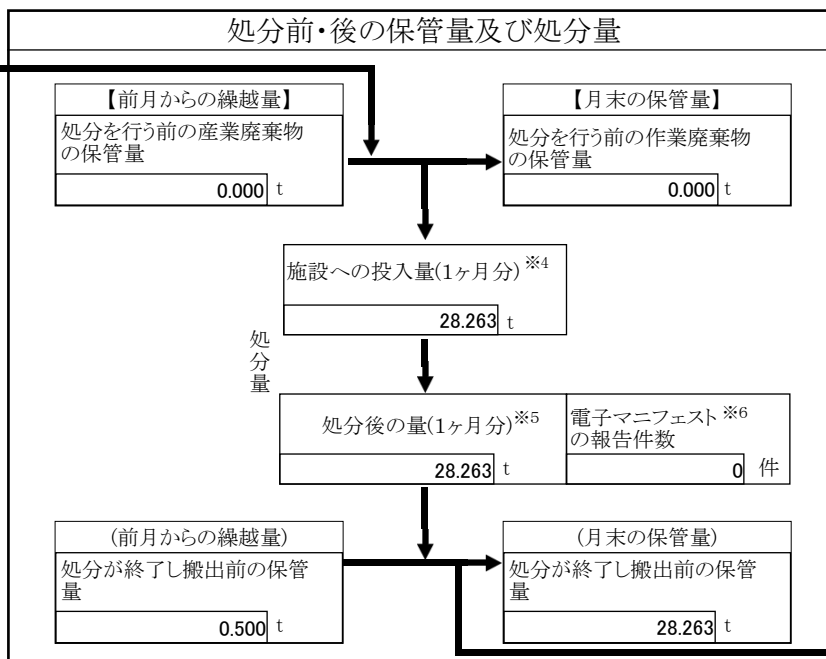 処分前・後の保管量及び処分量
【前月からの繰越量】
処分を行う前の産業廃棄物
の保管量
0.000 t
【月末の保管量】
処分を行う前の作業廃棄物
の保管量
0.000 t
施設への投入量(1ヶ月分)※4
28.263 t
処分量
処分後の量(1ヶ月分)※5
28.263 t
電子マニフェスト※6
の報告件数
0 件
(前月からの繰越量)
処分が終了し搬出前の保管
量
0.500 t
(月末の保管量)
処分が終了し搬出前の保管
量
28.263 t